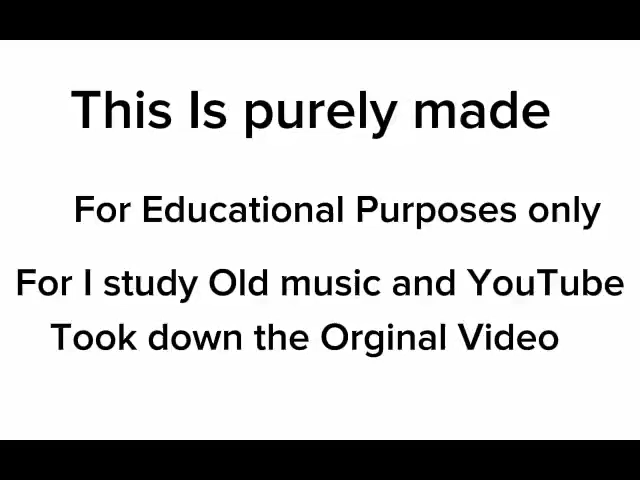 This Is purely made
For Educational Purposes only
For I study Old music and YouTube
Took down the Orginal Video